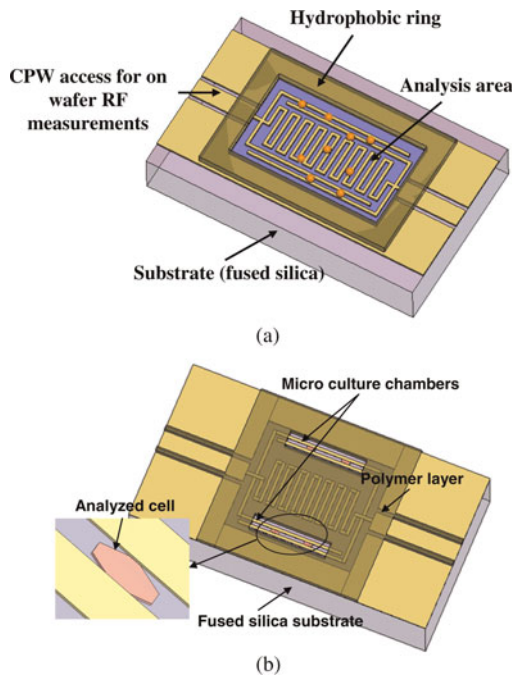 Hydrophobic ring
CPW access for on
wafer RF
measurements
Analysis area
Substrate (fused silica)
(a)
Micro culture chambers
Polymer layer
Analyzed cell
Fused silica substrate
(b)